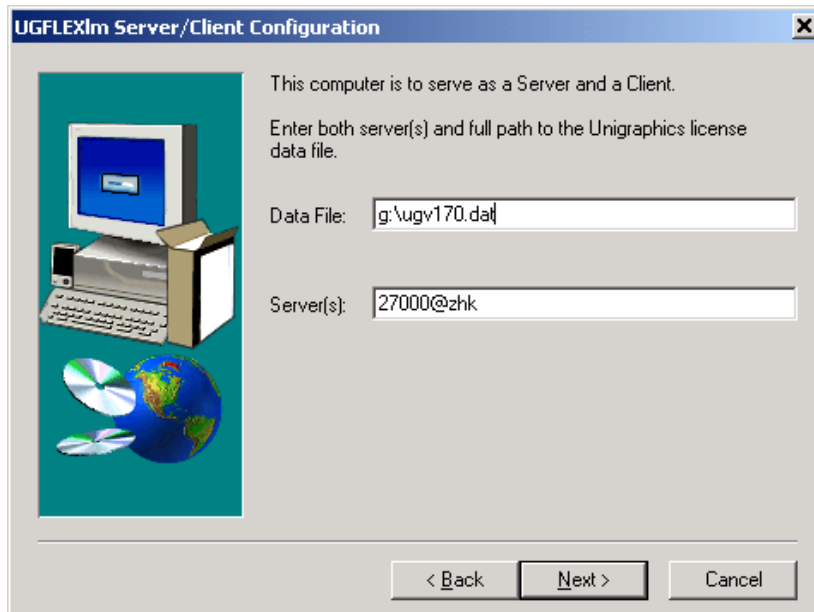 UGFLEXlm Server/Client Configuration
This computer is to serve as a Server and a Client.
Enter both server(s) and full path to the Unigraphics license
data file.
Data File:
g:\ugv170.dat
Server(s):
27000@zhk
< Back
Next >
Cancel